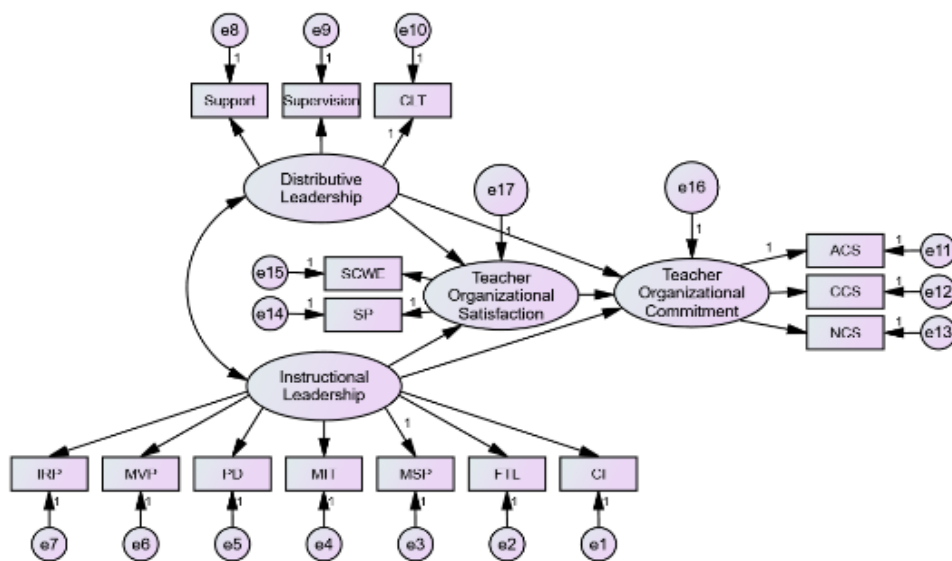 e8
e9
e10
1
1
1
Support
Supervision
CLT
1
Distributive
Leadership
e17
e16
1
1
e15
1
SCWE
e14
1
SP
1
Teacher
Organizational
Satisfaction
Teacher
Organizational
Commitment
1
ACS
1
e11
CCS
1
e12
NCS
1
e13
Instructional
Leadership
1
IRP
MVP
PD
MIT
MSP
FTL
1
1
1
1
1
1
1
e7
e6
e5
e4
e3
e2
e1